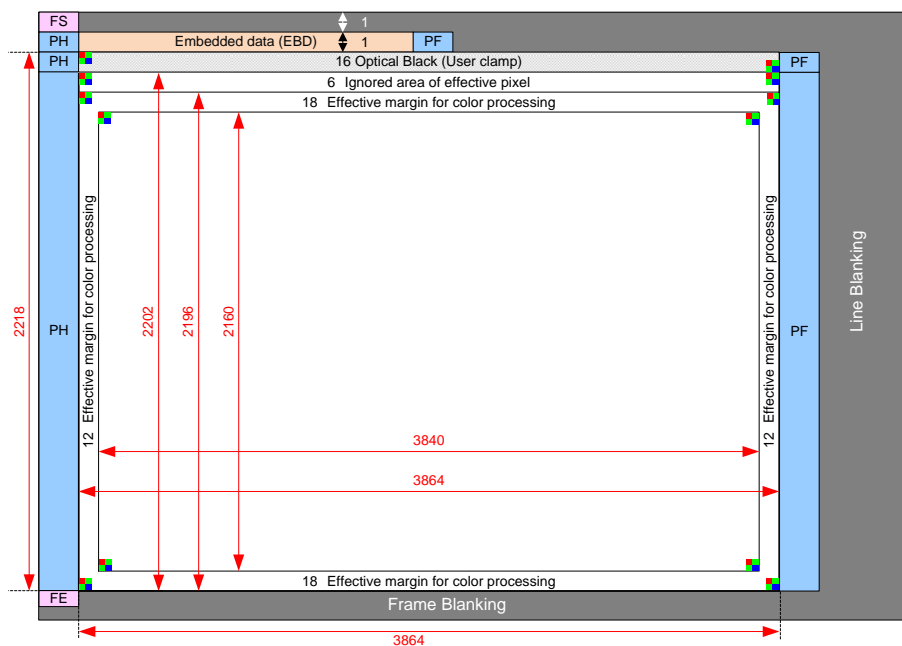 FS
1
PH
Embedded data (EBD)
1
PF
PH
16 Optical Black (User clamp)
PF
6 Ignored area of effective pixel
18 Effective margin for color processing
2218
PH
12 Effective margin for color processing
2202
2196
2160
12 Effective margin for color processing
PF
Line Blanking
3840
3864
18 Effective margin for color processing
FE
Frame Blanking
3864